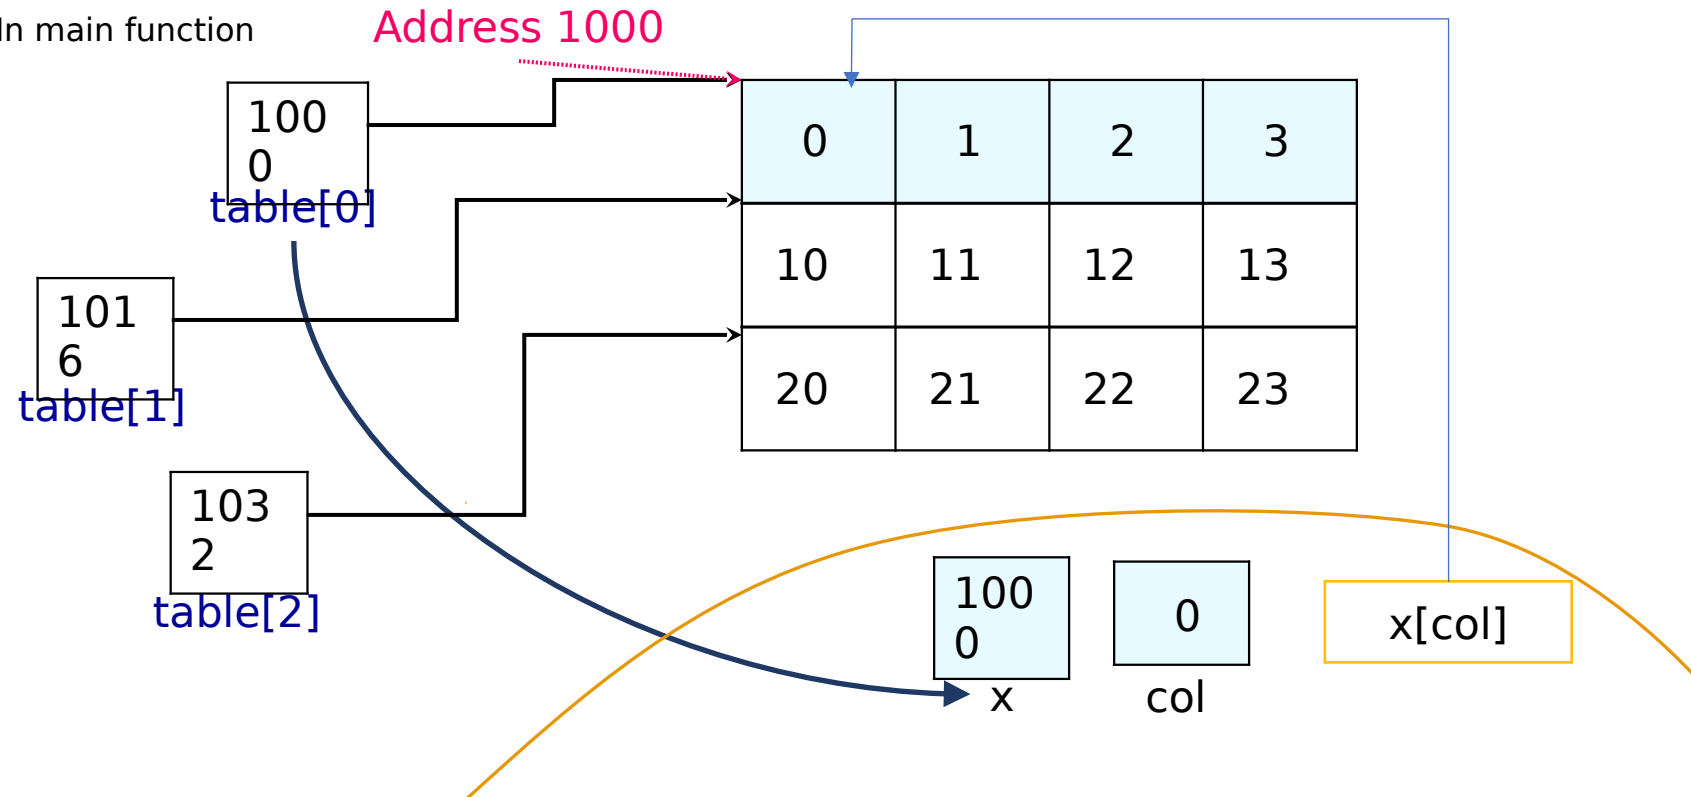 In main function
Address 1000
100
0
table[0]
0 1 2 3
101
6
table[1]
10 11 12 13
20 21 22 23
103
2
table[2]
100
0
x
0
col
x[col]